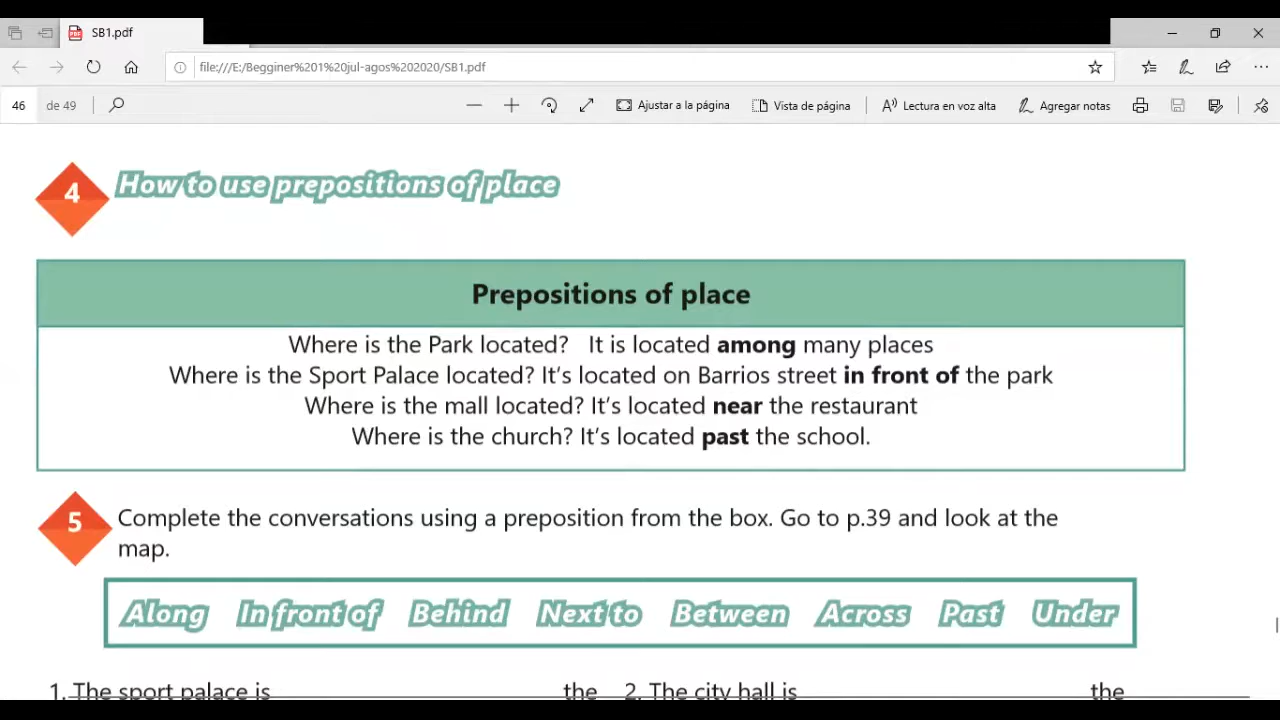 SB1.pdf
file:///E:/Begginer%201%20jul-agos%202020/SB1.pdf
46 de 49 Ajustar a la página Vista de página Lectura en voz alta Agregar notas
4 How to use prepositions of place
Prepositions of place
Where is the Park located? It is located among many places
Where is the Sport Palace located? It's located on Barrios street in front of the park
Where is the mall located? It's located near the restaurant
Where is the church? It's located past the school.
5 Complete the conversations using a preposition from the box. Go to p.39 and look at the
map.
Along In front of Behind Next to Between Across Past Under
1. The sport palace is ____ the 2. The city hall is ____ the ____